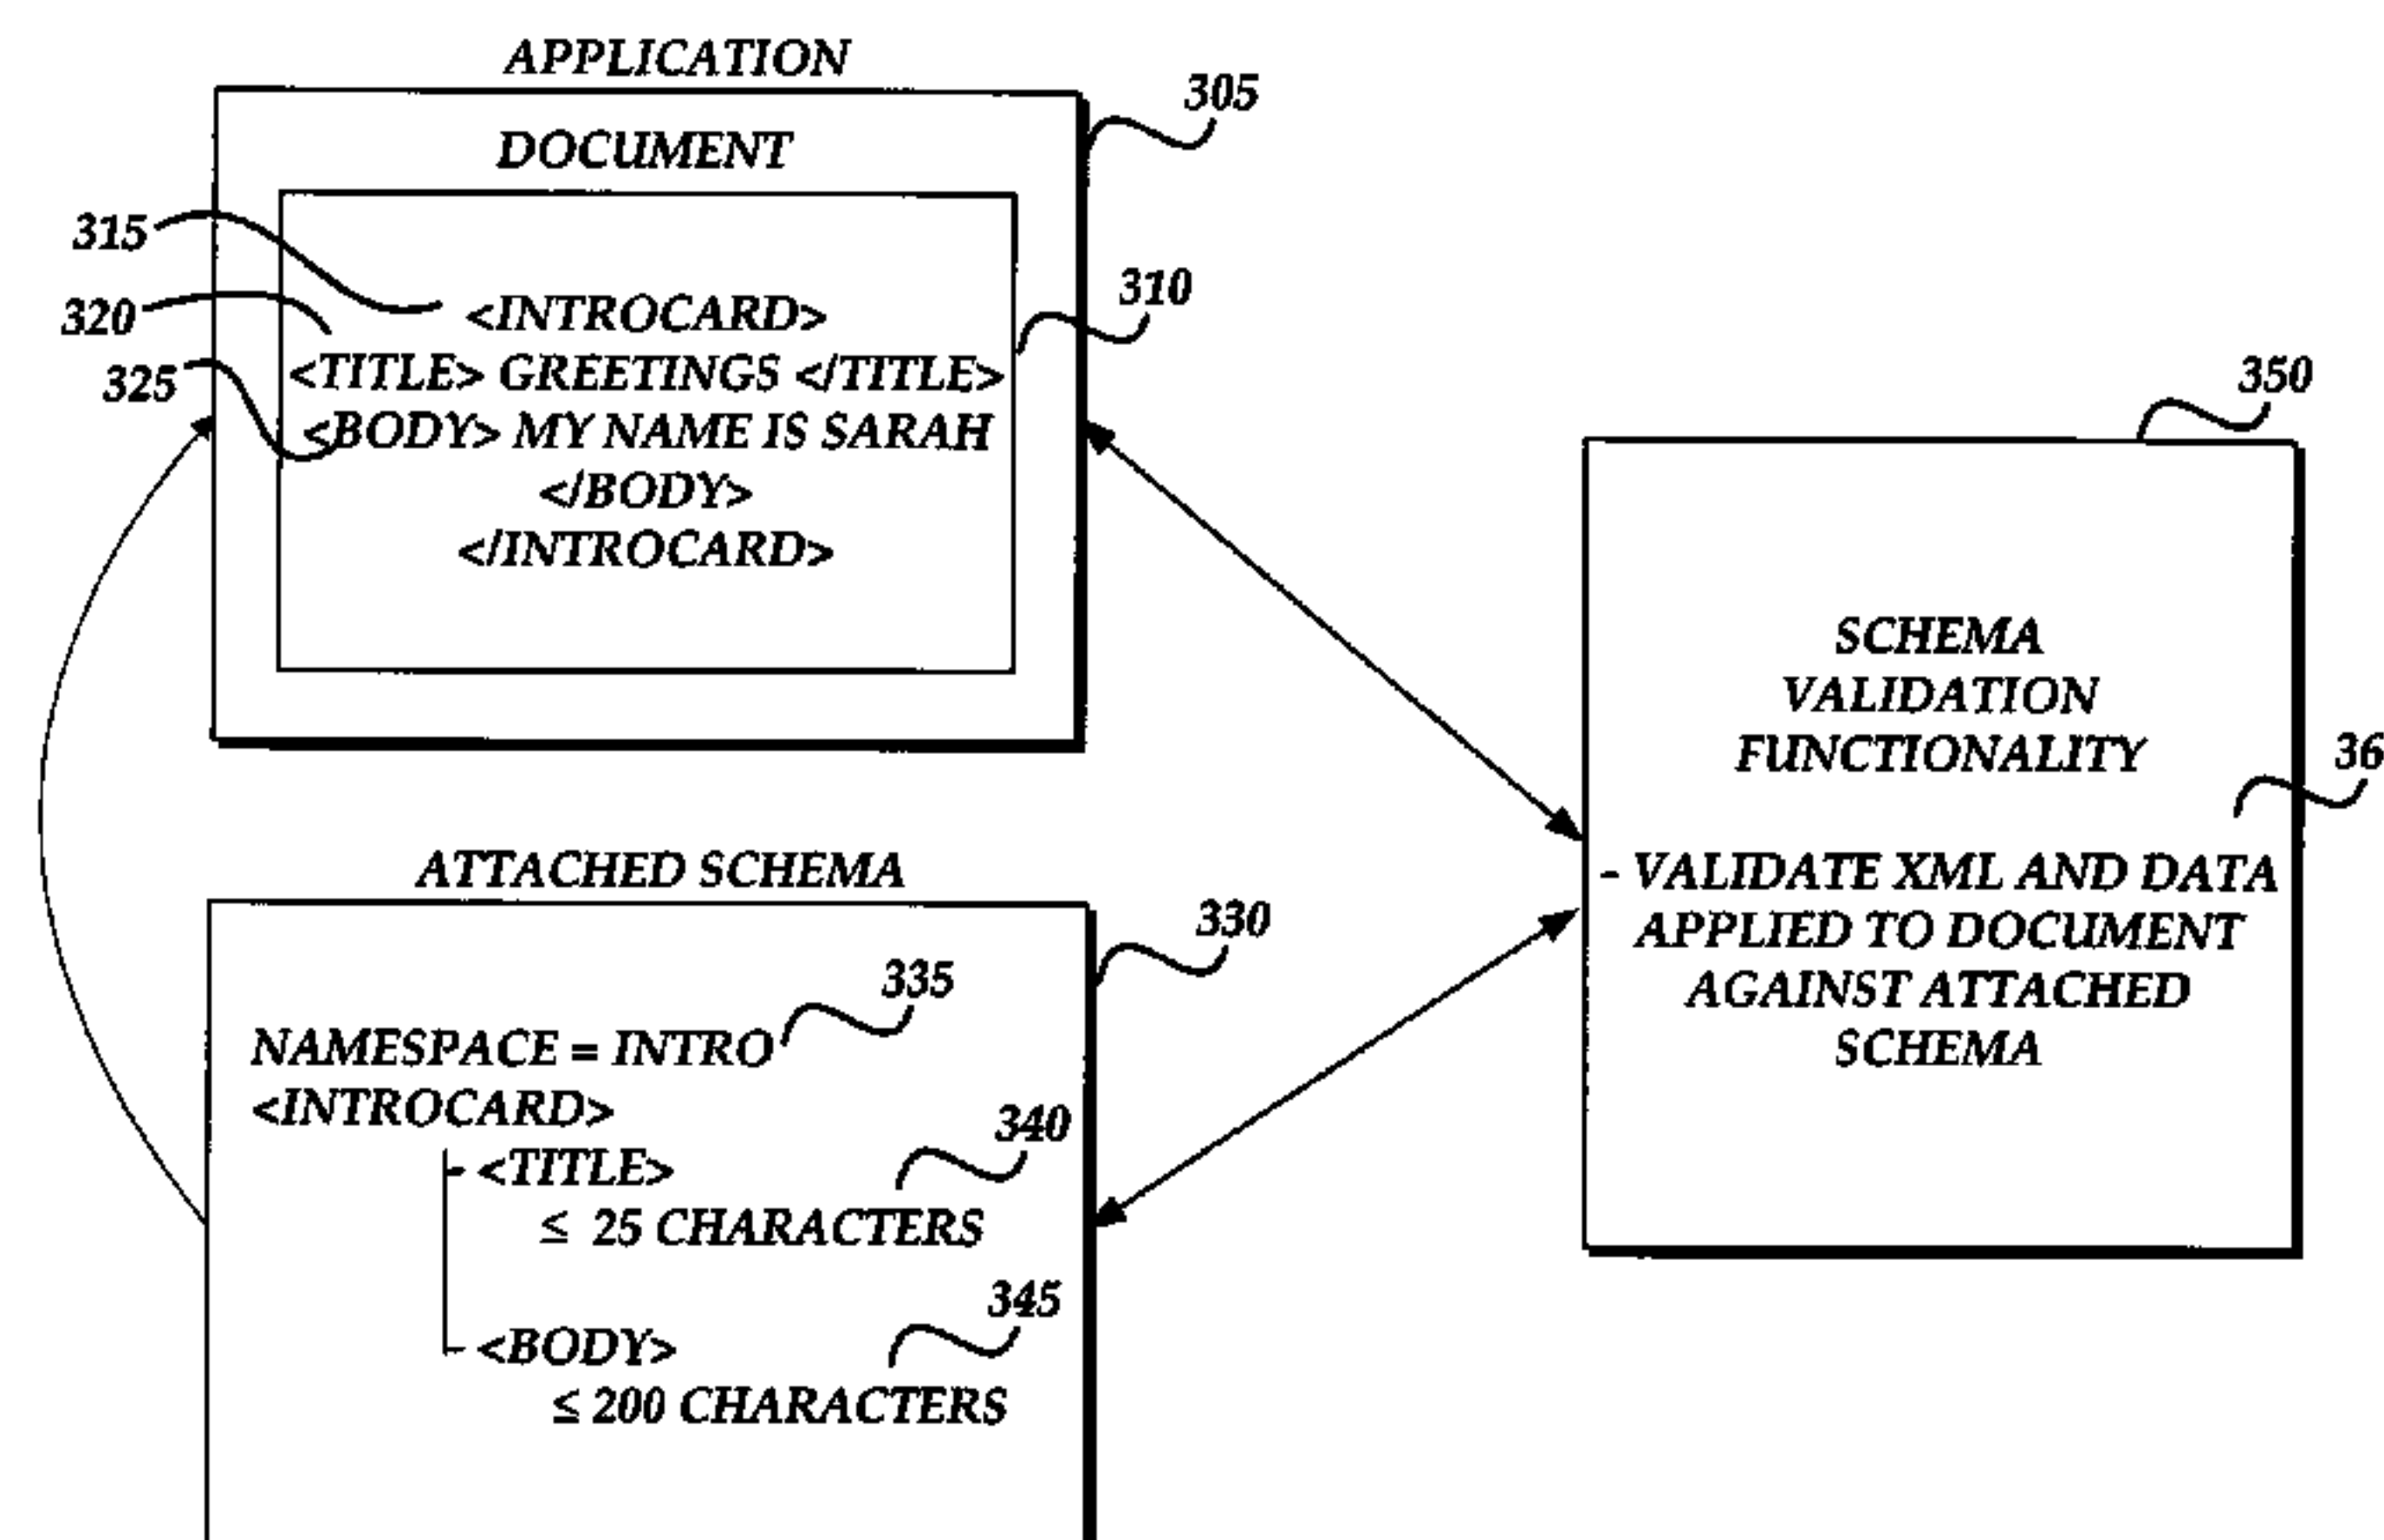 APPLICATION
305
DOCUMENT
315
310
<INTROCARD>
320
<TITLE> GREETINGS </TITLE>
325
<BODY> MY NAME IS SARAH
</BODY>
</INTROCARD>
350
SCHEMA
VALIDATION
FUNCTIONALITY
36
- VALIDATE XML AND DATA
APPLIED TO DOCUMENT
AGAINST ATTACHED
SCHEMA
ATTACHED SCHEMA
330
335
NAMESPACE = INTRO
<INTROCARD>
340
- <TITLE>
≤ 25 CHARACTERS
345
- <BODY>
≤ 200 CHARACTERS